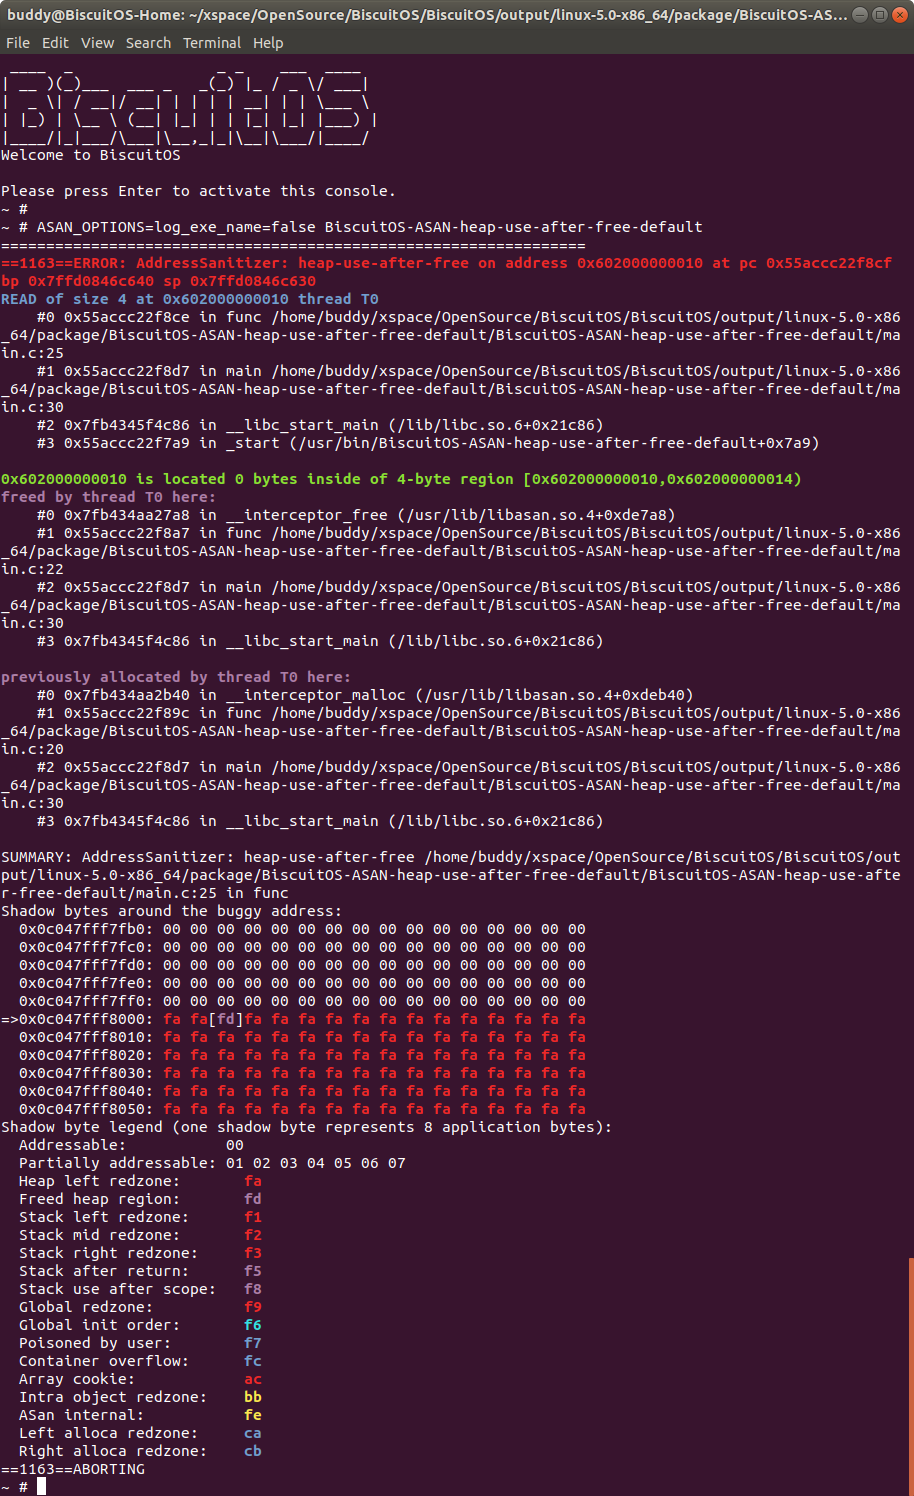 buddy@BiscuitOS-Home: ~/xspace/OpenSource/BiscuitOS/BiscuitOS/output/linux-5.0-x86_64/package/BiscuitOS-AS...
File Edit View Search Terminal Help
BiscuitOS
Welcome to BiscuitOS
Please press Enter to activate this console.
~ #
~ # ASAN_OPTIONS=log_exe_name=false BiscuitOS-ASAN-heap-use-after-free-default
=================================================================
==1163==ERROR: AddressSanitizer: heap-use-after-free on address 0x602000000010 at pc 0x55accc22f8cf
bp 0x7ffd0846c640 sp 0x7ffd0846c630
READ of size 4 at 0x602000000010 thread T0
    #0 0x55accc22f8ce in func /home/buddy/xspace/OpenSource/BiscuitOS/BiscuitOS/output/linux-5.0-x86
_64/package/BiscuitOS-ASAN-heap-use-after-free-default/BiscuitOS-ASAN-heap-use-after-free-default/ma
in.c:25
    #1 0x55accc22f8d7 in main /home/buddy/xspace/OpenSource/BiscuitOS/BiscuitOS/output/linux-5.0-x86
_64/package/BiscuitOS-ASAN-heap-use-after-free-default/BiscuitOS-ASAN-heap-use-after-free-default/ma
in.c:30
    #2 0x7fb4345f4c86 in __libc_start_main (/lib/libc.so.6+0x21c86)
    #3 0x55accc22f7a9 in _start (/usr/bin/BiscuitOS-ASAN-heap-use-after-free-default+0x7a9)
0x602000000010 is located 0 bytes inside of 4-byte region [0x602000000010,0x602000000014)
freed by thread T0 here:
    #0 0x7fb434aa27a8 in __interceptor_free (/usr/lib/libasan.so.4+0xde7a8)
    #1 0x55accc22f8a7 in func /home/buddy/xspace/OpenSource/BiscuitOS/BiscuitOS/output/linux-5.0-x86
_64/package/BiscuitOS-ASAN-heap-use-after-free-default/BiscuitOS-ASAN-heap-use-after-free-default/ma
in.c:22
    #2 0x55accc22f8d7 in main /home/buddy/xspace/OpenSource/BiscuitOS/BiscuitOS/output/linux-5.0-x86
_64/package/BiscuitOS-ASAN-heap-use-after-free-default/BiscuitOS-ASAN-heap-use-after-free-default/ma
in.c:30
    #3 0x7fb4345f4c86 in __libc_start_main (/lib/libc.so.6+0x21c86)
previously allocated by thread T0 here:
    #0 0x7fb434aa2b40 in __interceptor_malloc (/usr/lib/libasan.so.4+0xdeb40)
    #1 0x55accc22f89c in func /home/buddy/xspace/OpenSource/BiscuitOS/BiscuitOS/output/linux-5.0-x86
_64/package/BiscuitOS-ASAN-heap-use-after-free-default/BiscuitOS-ASAN-heap-use-after-free-default/ma
in.c:20
    #2 0x55accc22f8d7 in main /home/buddy/xspace/OpenSource/BiscuitOS/BiscuitOS/output/linux-5.0-x86
_64/package/BiscuitOS-ASAN-heap-use-after-free-default/BiscuitOS-ASAN-heap-use-after-free-default/ma
in.c:30
    #3 0x7fb4345f4c86 in __libc_start_main (/lib/libc.so.6+0x21c86)
SUMMARY: AddressSanitizer: heap-use-after-free /home/buddy/xspace/OpenSource/BiscuitOS/BiscuitOS/out
put/linux-5.0-x86_64/package/BiscuitOS-ASAN-heap-use-after-free-default/BiscuitOS-ASAN-heap-use-afte
r-free-default/main.c:25 in func
Shadow bytes around the buggy address:
  0x0c047fff7fb0: 00 00 00 00 00 00 00 00 00 00 00 00 00 00 00 00
  0x0c047fff7fc0: 00 00 00 00 00 00 00 00 00 00 00 00 00 00 00 00
  0x0c047fff7fd0: 00 00 00 00 00 00 00 00 00 00 00 00 00 00 00 00
  0x0c047fff7fe0: 00 00 00 00 00 00 00 00 00 00 00 00 00 00 00 00
  0x0c047fff7ff0: 00 00 00 00 00 00 00 00 00 00 00 00 00 00 00 00
=>0x0c047fff8000: fa fa[fd]fa fa fa fa fa fa fa fa fa fa fa fa fa
  0x0c047fff8010: fa fa fa fa fa fa fa fa fa fa fa fa fa fa fa fa
  0x0c047fff8020: fa fa fa fa fa fa fa fa fa fa fa fa fa fa fa fa
  0x0c047fff8030: fa fa fa fa fa fa fa fa fa fa fa fa fa fa fa fa
  0x0c047fff8040: fa fa fa fa fa fa fa fa fa fa fa fa fa fa fa fa
  0x0c047fff8050: fa fa fa fa fa fa fa fa fa fa fa fa fa fa fa fa
Shadow byte legend (one shadow byte represents 8 application bytes):
  Addressable:           00
  Partially addressable: 01 02 03 04 05 06 07
  Heap left redzone:       fa
  Freed heap region:       fd
  Stack left redzone:      f1
  Stack mid redzone:       f2
  Stack right redzone:     f3
  Stack after return:      f5
  Stack use after scope:   f8
  Global redzone:          f9
  Global init order:       f6
  Poisoned by user:        f7
  Container overflow:      fc
  Array cookie:            ac
  Intra object redzone:    bb
  ASan internal:           fe
  Left alloca redzone:     ca
  Right alloca redzone:    cb
==1163==ABORTING
~ #